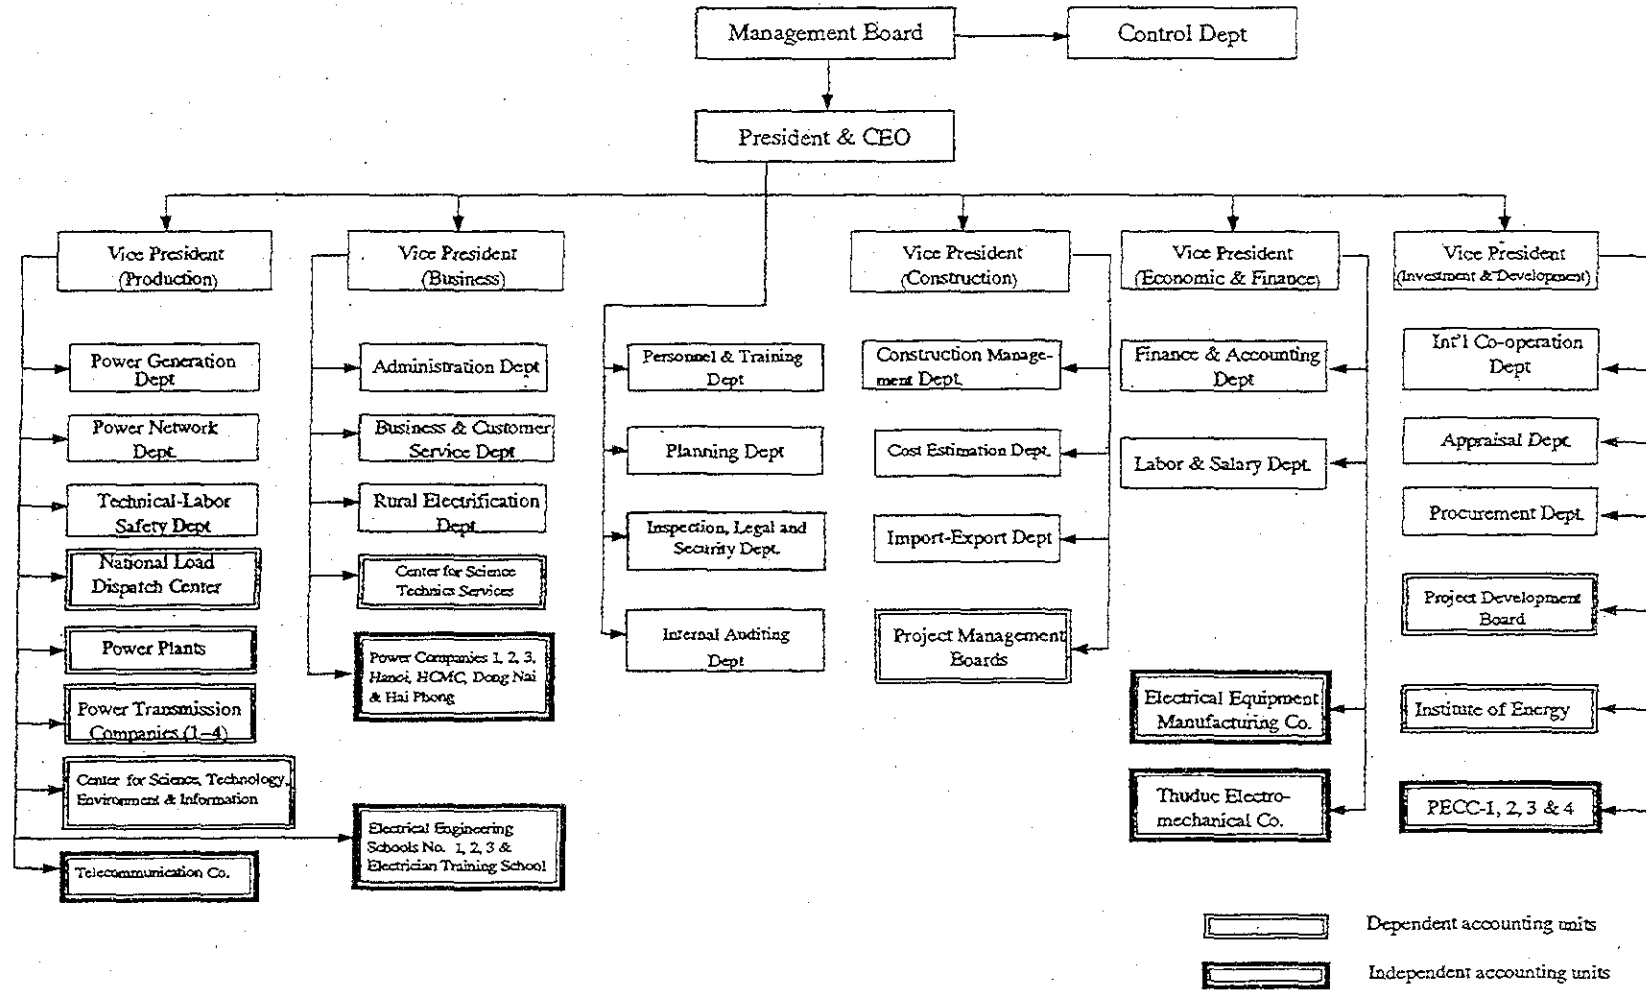 Management Board
Control Dept
President & CEO
Vice President
(Production)
Vice President
(Business)
Vice President
(Construction)
Vice President
(Economic & Finance)
Vice President
(Investment & Development)
Power Generation
Dept
Power Network
Dept.
Technical-Labor
Safety Dept
National Load
Dispatch Center
Power Plants
Power Transmission
Companies (1-4)
Center for Science, Technology,
Environment & Information
Telecommunication Co.
Administration Dept
Business & Customer
Service Dept
Rural Electrification
Dept.
Center for Science
Technics Services
Power Companies 1, 2, 3,
Hanoi, HCMC, Dong Nai
& Hai Phong
Electrical Engineering
Schools No. 1, 2, 3 &
Electrician Training School
Personnel & Training
Dept
Planning Dept
Inspection, Legal and
Security Dept.
Internal Auditing
Dept
Construction Manage-
ment Dept.
Cost Estimation Dept.
Import-Export Dept
Project Management
Boards
Finance & Accounting
Dept
Labor & Salary Dept.
Electrical Equipment
Manufacturing Co.
Thuduc Electro-
mechanical Co.
Int'l Co-operation
Dept
Appraisal Dept.
Procurement Dept.
Project Development
Board
Institute of Energy
PECC-1, 2, 3 & 4
Dependent accounting units
Independent accounting units